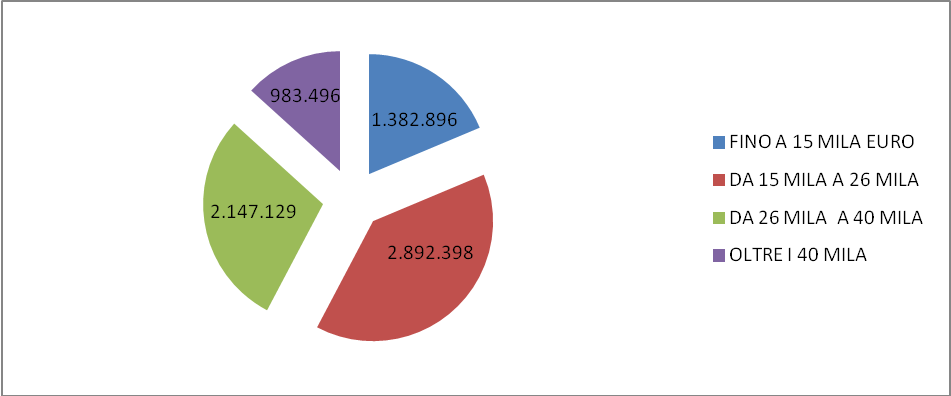 983.496
1.382.896
2.147.129
2.892.398
FINO A 15 MILA EURO
DA 15 MILA A 26 MILA
DA 26 MILA  A 40 MILA
OLTRE I 40 MILA